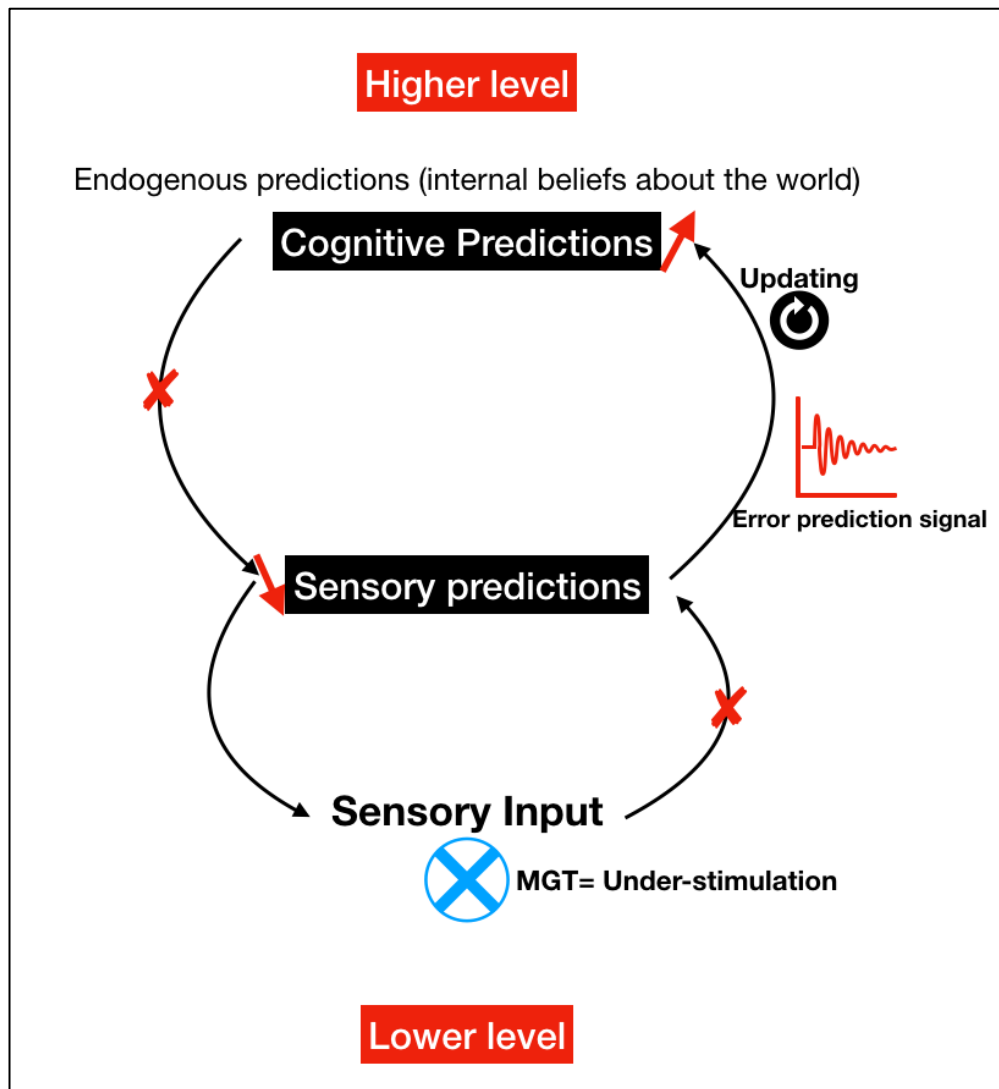 Higher level
Endogenous predictions (internal beliefs about the world)
Cognitive Predictions
Updating
Error prediction signal
Sensory predictions
Sensory Input
MGT= Under-stimulation
Lower level